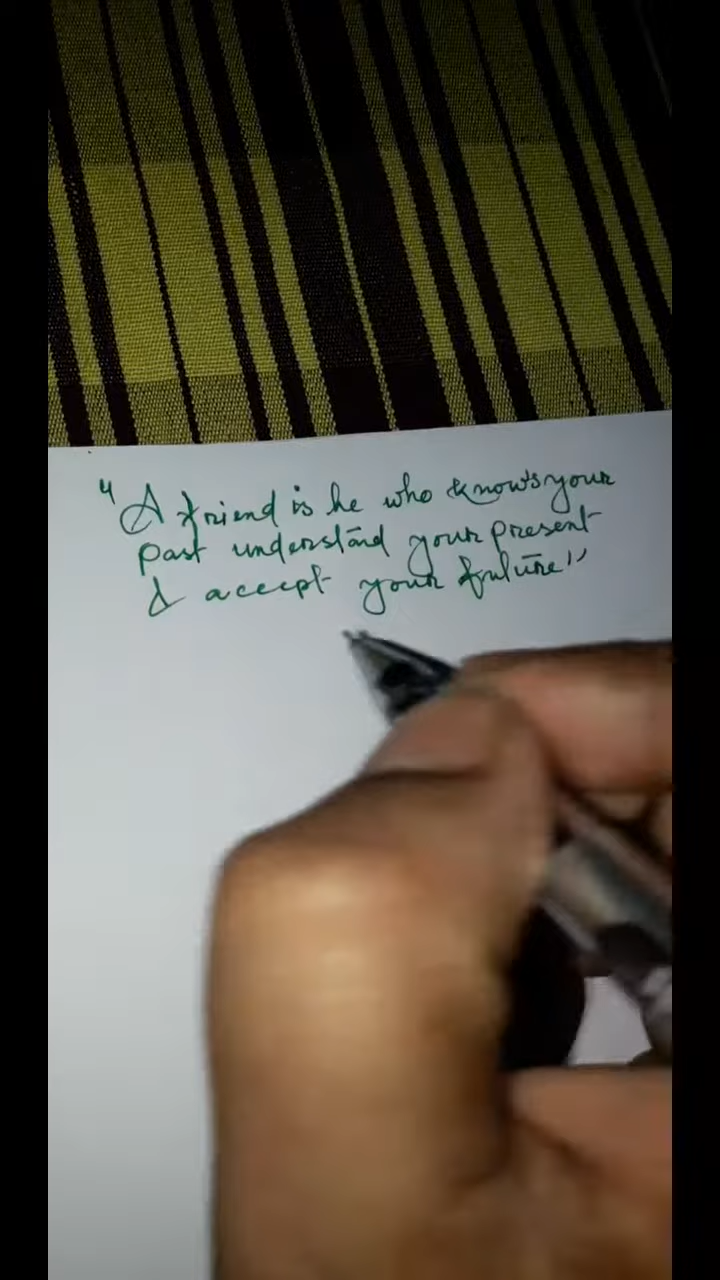 "A friend is he who knows your
past understand your present
& accept your future"